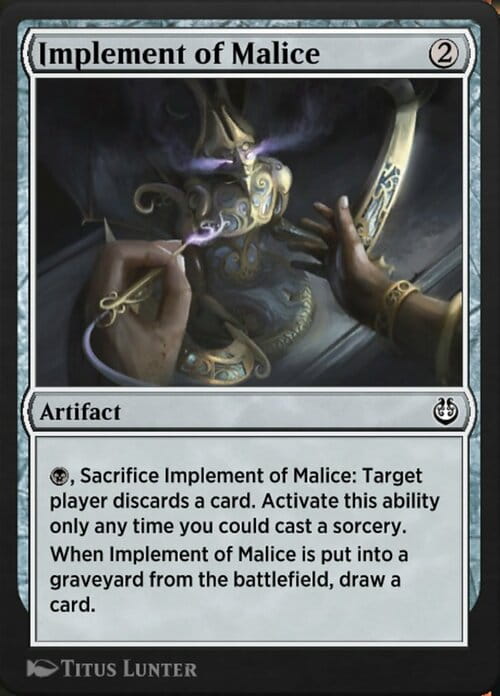 Implement of Malice 2
Artifact
, Sacrifice Implement of Malice: Target
player discards a card. Activate this ability
only any time you could cast a sorcery.
When Implement of Malice is put into a
graveyard from the battlefield, draw a
card.
Titus Lunter